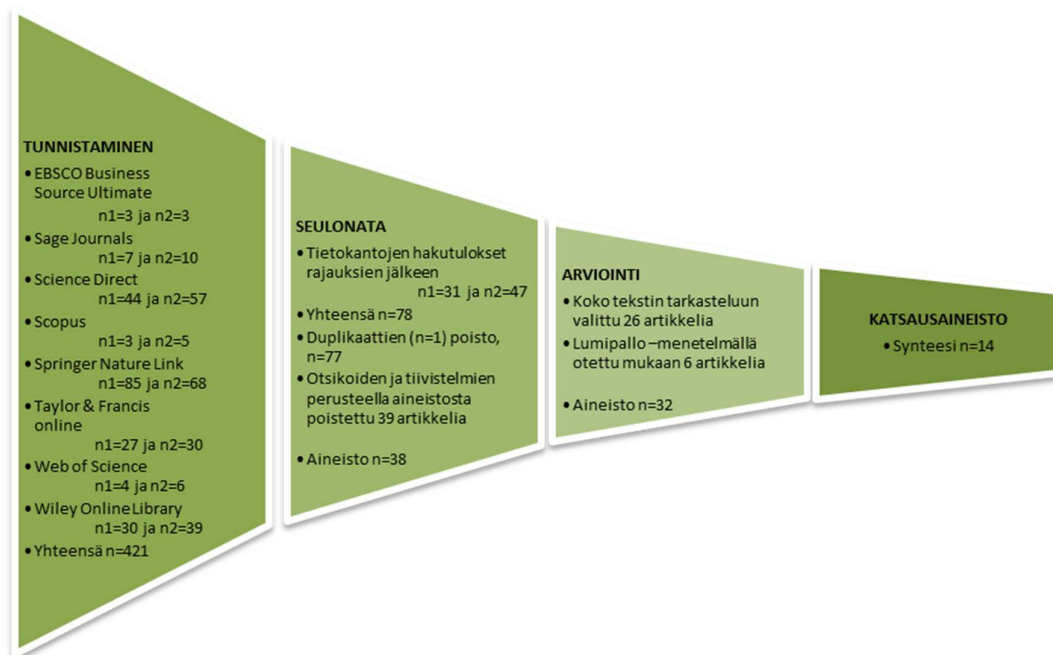 TUNNISTAMINEN
• EBSCO Business
Source Ultimate
n1=3 ja n2=3
• Sage Journals
n1=7 ja n2=10
• Science Direct
n1=44 ja n2=57
• Scopus
n1=3 ja n2=5
• Springer Nature Link
n1=85 ja n2=68
• Taylor & Francis
online
n1=27 ja n2=30
• Web of Science
n1=4 ja n2=6
• Wiley Online Library
n1=30 ja n2=39
• Yhteensä n=421
SEULONATA
• Tietokantojen hakutulokset
rajauksien jälkeen
n1=31 ja n2=47
• Yhteensä n=78
• Duplikaattien (n=1) poisto,
n=77
• Otsikoiden ja tiivistelmien
perusteella aineistosta
poistettu 39 artikkelia
• Aineisto n=38
ARVIOINTI
• Koko tekstin tarkasteluun
valittu 26 artikkelia
• Lumipallo –menetelmällä
otettu mukaan 6 artikkelia
• Aineisto n=32
KATSAUSAINEISTO
• Synteesi n=14